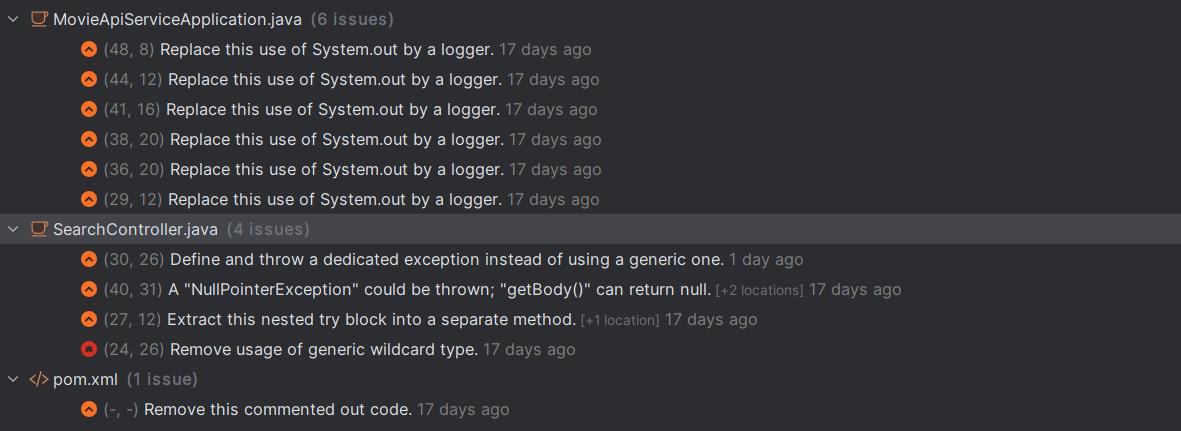 MovieApiServiceApplication.java (6 issues)
(48, 8) Replace this use of System.out by a logger. 17 days ago
(44, 12) Replace this use of System.out by a logger. 17 days ago
(41, 16) Replace this use of System.out by a logger. 17 days ago
(38, 20) Replace this use of System.out by a logger. 17 days ago
(36, 20) Replace this use of System.out by a logger. 17 days ago
(29, 12) Replace this use of System.out by a logger. 17 days ago
SearchController.java (4 issues)
(30, 26) Define and throw a dedicated exception instead of using a generic one. 1 day ago
(40, 31) A "NullPointerException" could be thrown; "getBody()" can return null. [+2 locations] 17 days ago
(27, 12) Extract this nested try block into a separate method. [+1 location] 17 days ago
(24, 26) Remove usage of generic wildcard type. 17 days ago
</> pom.xml (1 issue)
(-, -) Remove this commented out code. 17 days ago